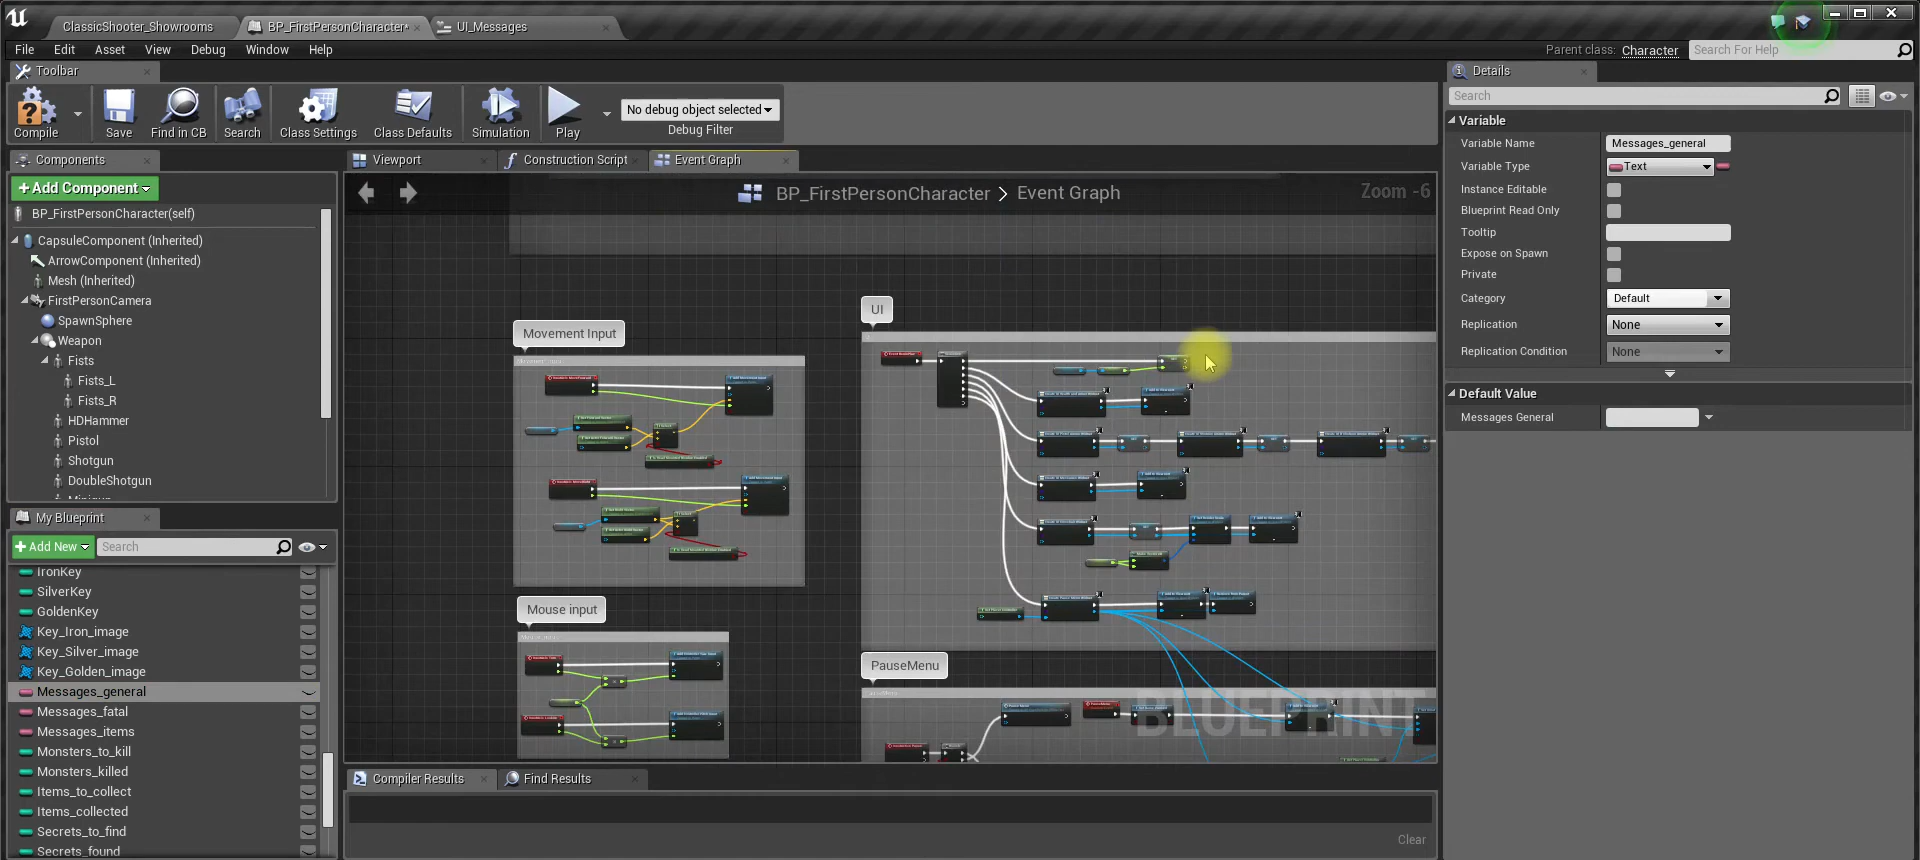 ClassicShooter_Showrooms
BP_FirstPersonCharacter*
UI_Messages
File Edit Asset View Debug Window Help
Parent class: Character
Search For Help
Toolbar
Compile
Save
Find in CB
Search
Class Settings
Class Defaults
Simulation
Play
No debug object selected
Debug Filter
Components
+Add Component
BP_FirstPersonCharacter(self)
CapsuleComponent (Inherited)
ArrowComponent (Inherited)
Mesh (Inherited)
FirstPersonCamera
SpawnSphere
Weapon
Fists
Fists_L
Fists_R
HDHammer
Pistol
Shotgun
DoubleShotgun
Minigun
My Blueprint
+Add New
Search
IronKey
SilverKey
GoldenKey
Key_Iron_image
Key_Silver_image
Key_Golden_image
Messages_general
Messages_fatal
Messages_items
Monsters_to_kill
Monsters_killed
Items_to_collect
Items_collected
Secrets_to_find
Secrets_found
Viewport
Construction Script
Event Graph
BP_FirstPersonCharacter > Event Graph
Zoom -6
Movement Input
Mouse input
UI
PauseMenu
BLUEPRINT
Compiler Results
Find Results
Clear
Details
Search
Variable
Variable Name Messages_general
Variable Type Text
Instance Editable
Blueprint Read Only
Tooltip
Expose on Spawn
Private
Category Default
Replication None
Replication Condition None
Default Value
Messages General